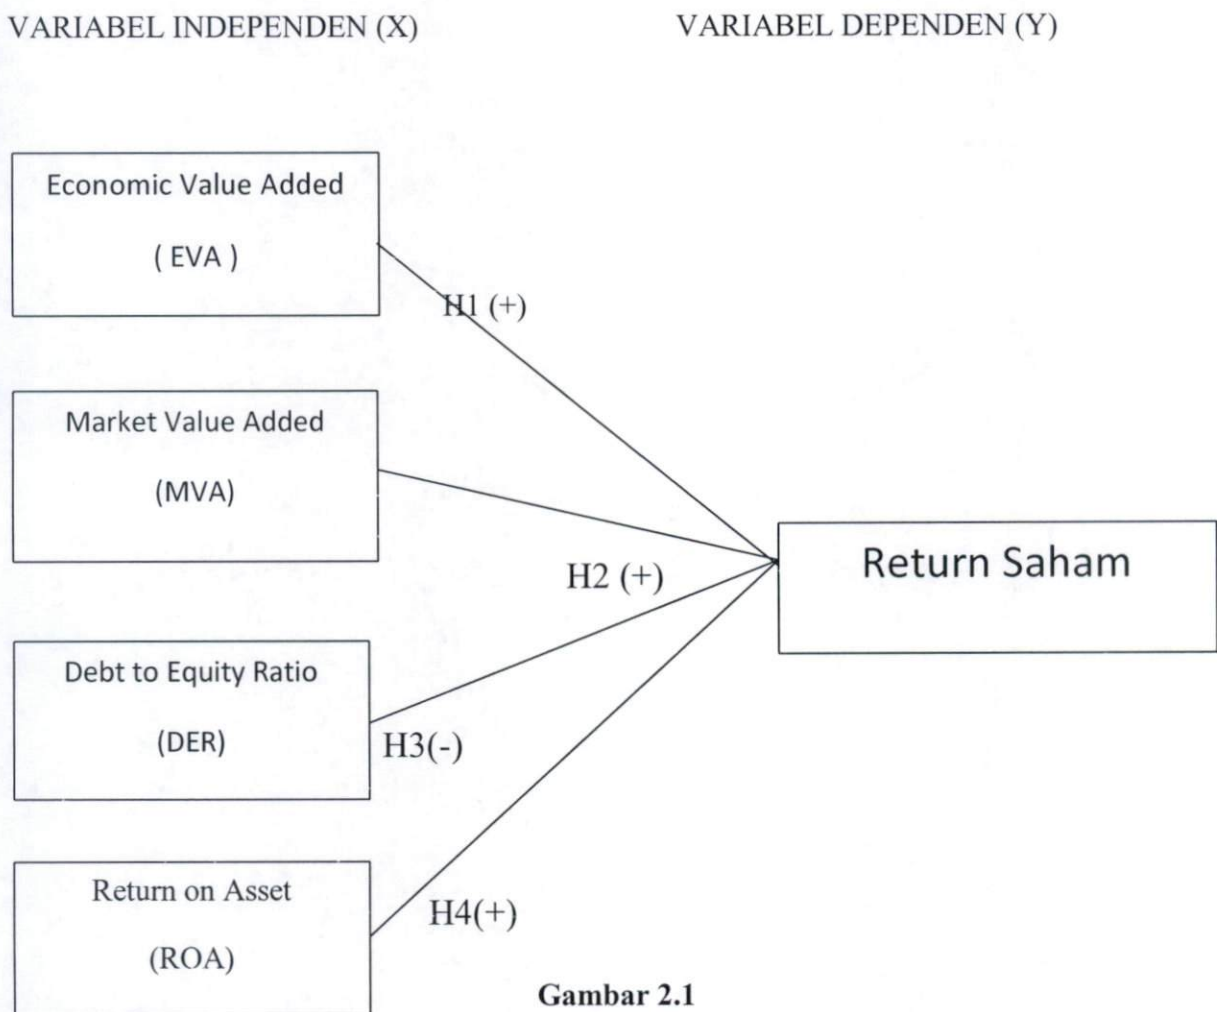 VARIABEL INDEPENDEN (X)
VARIABEL DEPENDEN (Y)
Economic Value Added
( EVA )
H1 (+)
Market Value Added
(MVA)
H2 (+)
Return Saham
Debt to Equity Ratio
(DER)
H3(-)
Return on Asset
(ROA)
H4(+)
Gambar 2.1